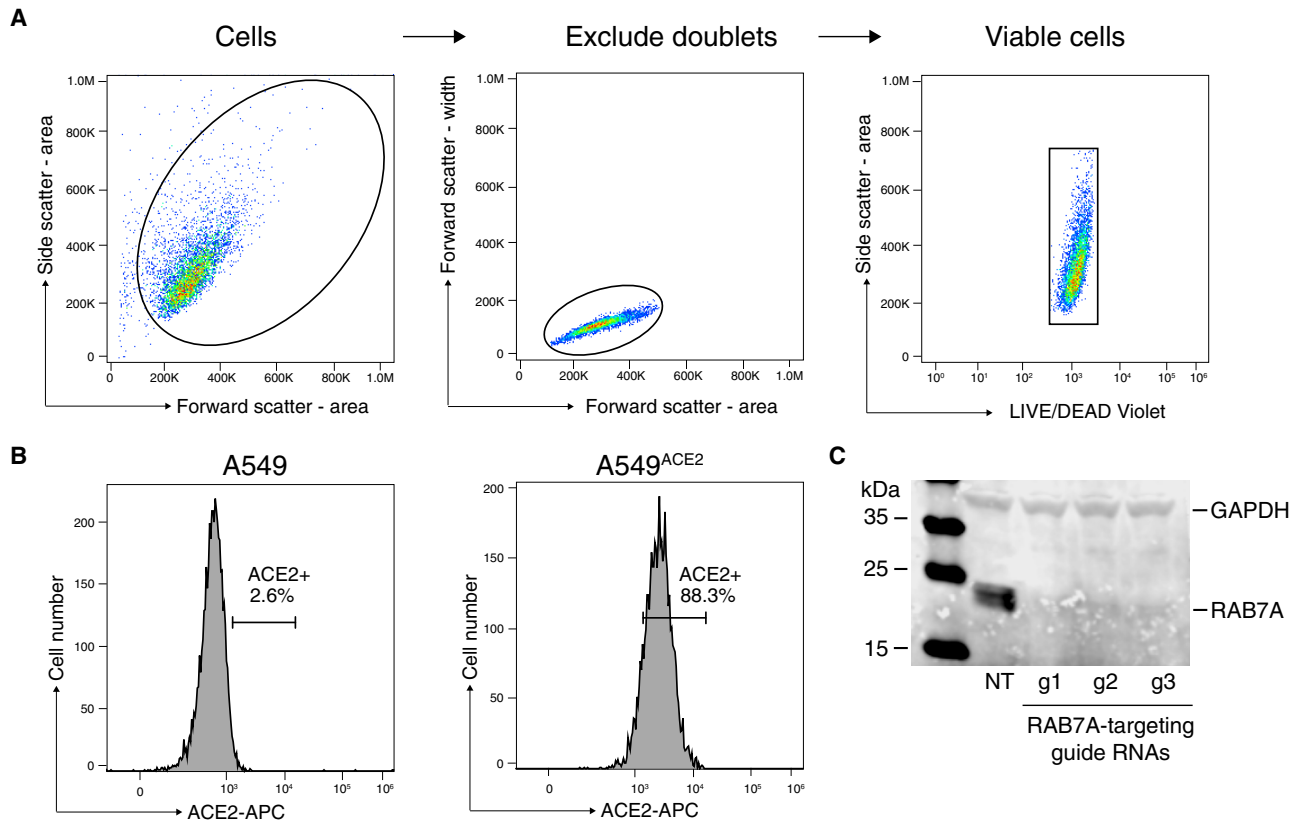 A
Cells
Exclude doublets
Viable cells
Side scatter - area
1.0M
800K
600K
400K
200K
0
0 200K 400K 600K 800K 1.0M
Forward scatter - area
Forward scatter - width
1.0M
800K
600K
400K
200K
0
0 200K 400K 600K 800K 1.0M
Forward scatter - area
Side scatter - area
1.0M
800K
600K
400K
200K
0
10⁰ 10¹ 10² 10³ 10⁴ 10⁵ 10⁶
LIVE/DEAD Violet
B
A549
Cell number
200
150
100
50
0
ACE2+
2.6%
0 10³ 10⁴ 10⁵ 10⁶
ACE2-APC
A549ᴬᶜᴱ²
Cell number
200
150
100
50
0
ACE2+
88.3%
0 10³ 10⁴ 10⁵ 10⁶
ACE2-APC
C
kDa
35
25
15
GAPDH
RAB7A
NT g1 g2 g3
RAB7A-targeting
guide RNAs